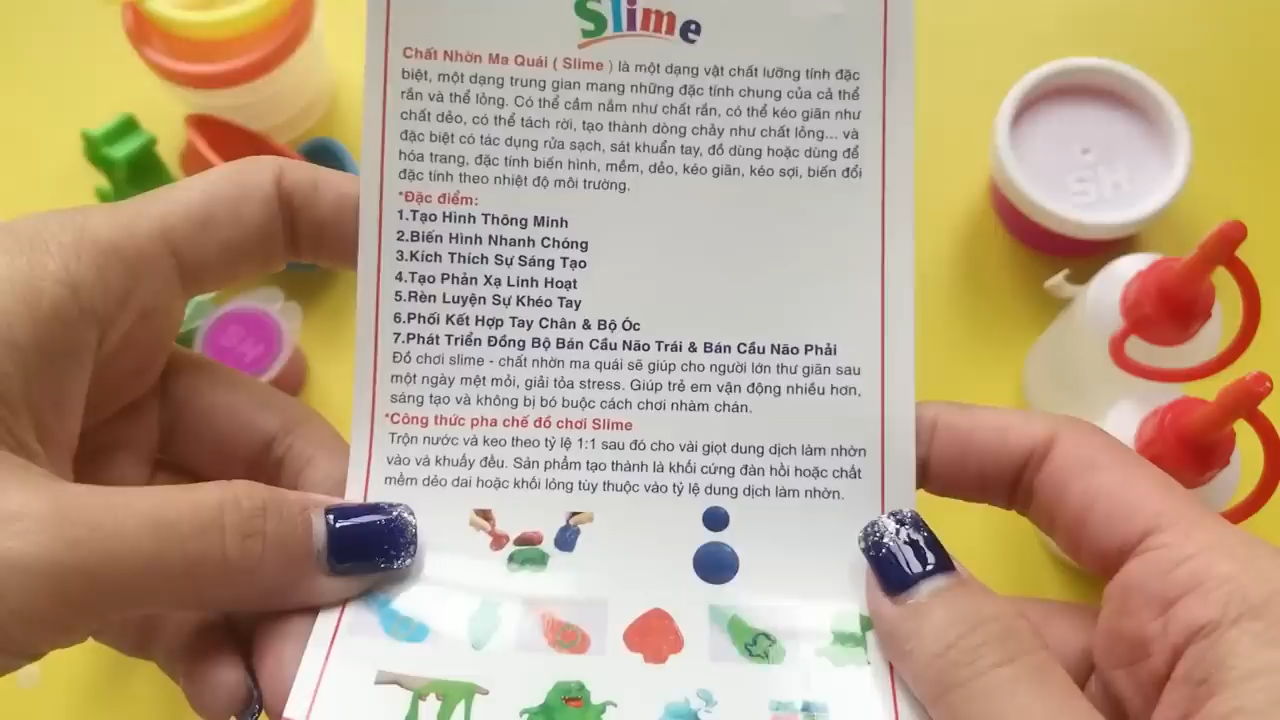 Slime
Chất Nhờn Ma Quái ( Slime ) là một dạng vật chất lưỡng tính đặc
biệt, một dạng trung gian mang những đặc tính chung của cả thể
rắn và thể lỏng. Có thể cầm nắm như chất rắn, có thể kéo giãn như
chất dẻo, có thể tách rời, tạo thành dòng chảy như chất lỏng... và
đặc biệt có tác dụng rửa sạch, sát khuẩn tay, đồ dùng hoặc dùng để
hóa trang, đặc tính biến hình, mềm, dẻo, kéo giãn, kéo sợi, biến đổi
đặc tính theo nhiệt độ môi trường.
*Đặc điểm:
1.Tạo Hình Thông Minh
2.Biến Hình Nhanh Chóng
3.Kích Thích Sự Sáng Tạo
4.Tạo Phản Xạ Linh Hoạt
5.Rèn Luyện Sự Khéo Tay
6.Phối Kết Hợp Tay Chân & Bộ Óc
7.Phát Triển Đồng Bộ Bán Cầu Não Trái & Bán Cầu Não Phải
Đồ chơi slime - chất nhờn ma quái sẽ giúp cho người lớn thư giãn sau
một ngày mệt mỏi, giải tỏa stress. Giúp trẻ em vận động nhiều hơn,
sáng tạo và không bị bó buộc cách chơi nhàm chán.
*Công thức pha chế đồ chơi Slime
Trộn nước và keo theo tỷ lệ 1:1 sau đó cho vài giọt dung dịch làm nhờn
vào và khuấy đều. Sản phẩm tạo thành là khối cứng đàn hồi hoặc chất
mềm dẻo dai hoặc khối lỏng tùy thuộc vào tỷ lệ dung dịch làm nhờn.
SH
SH